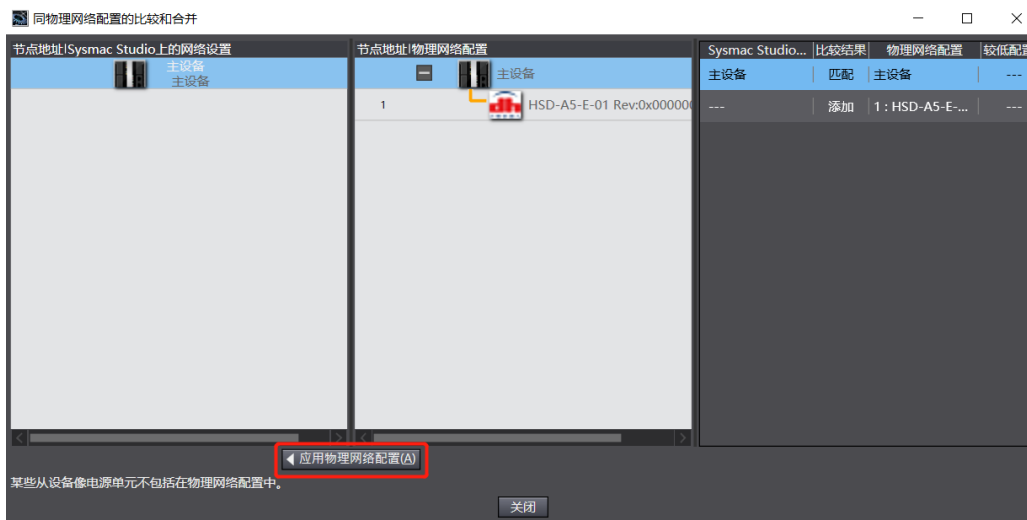 同物理网络配置的比较和合并
节点地址|Sysmac Studio上的网络设置
主设备
主设备
节点地址|物理网络配置
主设备
1 HSD-A5-E-01 Rev:0x000000
Sysmac Studio... 比较结果 物理网络配置 较低配置
主设备 匹配 主设备 ---
--- 添加 1 : HSD-A5-E-... ---
应用物理网络配置(A)
某些从设备像电源单元不包括在物理网络配置中。
关闭